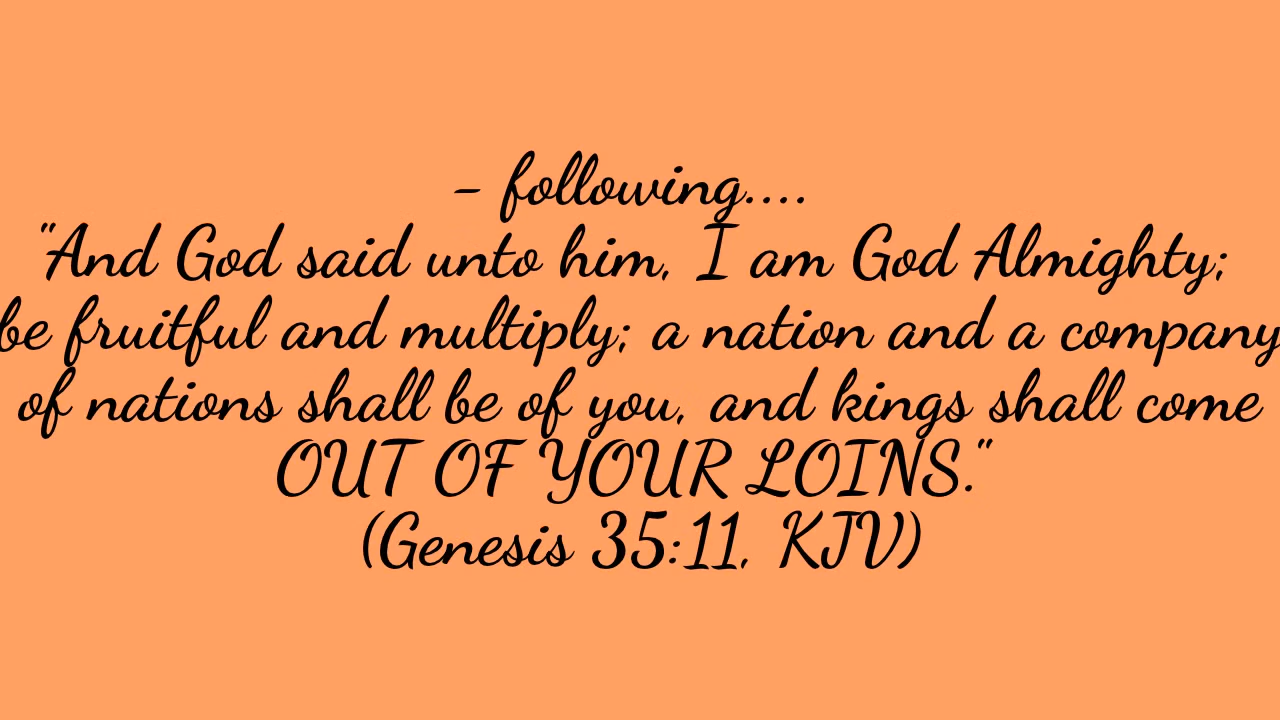 - following....
"And God said unto him, I am God Almighty;
be fruitful and multiply; a nation and a company
of nations shall be of you, and kings shall come
OUT OF YOUR LOINS."
(Genesis 35:11, KJV)